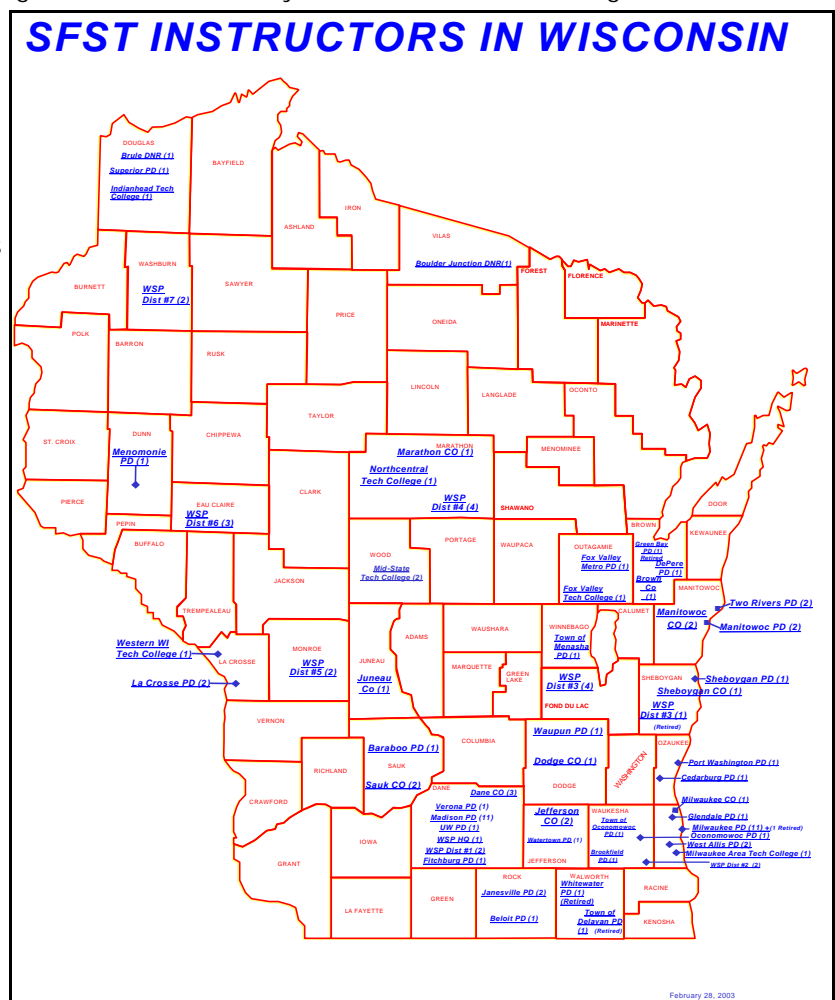 SFST INSTRUCTORS IN WISCONSIN
DOUGLAS
Brule DNR (1)
Superior PD (1)
Indianhead Tech
College (1)
BAYFIELD
ASHLAND
IRON
VILAS
Boulder Junction DNR(1)
FOREST
FLORENCE
MARINETTE
BURNETT
WASHBURN
WSP
Dist #7 (2)
SAWYER
PRICE
ONEIDA
POLK
BARRON
RUSK
LINCOLN
LANGLADE
OCONTO
TAYLOR
ST. CROIX
DUNN
Menomonie
PD (1)
CHIPPEWA
MARATHON
Marathon CO (1)
Northcentral
Tech College (1)
WSP
Dist #4 (4)
MENOMINEE
CLARK
PIERCE
PEPIN
EAU CLAIRE
WSP
Dist #6 (3)
SHAWANO
DOOR
BUFFALO
TREMPEALEAU
JACKSON
WOOD
Mid-State
Tech College (2)
PORTAGE
WAUPACA
OUTAGAMIE
Fox Valley
Metro PD (1)
Fox Valley
Tech College (1)
BROWN
Green Bay
PD (1)
Retired
DePere
PD (1)
Brown
Co
(1)
KEWAUNEE
MANITOWOC
Manitowoc
CO (2)
Two Rivers PD (2)
Manitowoc PD (2)
CALUMET
Western WI
Tech College (1)
LA CROSSE
La Crosse PD (2)
MONROE
WSP
Dist #5 (2)
JUNEAU
Juneau
Co (1)
ADAMS
WAUSHARA
MARQUETTE
GREEN
LAKE
WINNEBAGO
Town of
Menasha
PD (1)
WSP
Dist #3 (4)
FOND DU LAC
SHEBOYGAN
Sheboygan PD (1)
Sheboygan CO (1)
WSP
Dist #3 (1)
(Retired)
VERNON
RICHLAND
CRAWFORD
Baraboo PD (1)
SAUK
Sauk CO (2)
COLUMBIA
Waupun PD (1)
Dodge CO (1)
DODGE
WASHINGTON
OZAUKEE
Port Washington PD (1)
Cedarburg PD (1)
DANE
Dane CO (3)
Verona PD (1)
Madison PD (11)
UW PD (1)
WSP HQ (1)
WSP Dist #1 (2)
Fitchburg PD (1)
Jefferson
CO (2)
Watertown PD (1)
JEFFERSON
WAUKESHA
Town of
Oconomowoc
PD (1)
Brookfield
PD (1)
Milwaukee CO (1)
Glendale PD (1)
Milwaukee PD (11) +(1 Retired)
Oconomowoc PD (1)
West Allis PD (2)
Milwaukee Area Tech College (1)
WSP Dist #2 (2)
GRANT
IOWA
LA FAYETTE
GREEN
ROCK
Janesville PD (2)
Beloit PD (1)
WALWORTH
Whitewater
PD (1)
(Retired)
Town of
Delavan PD
(1) (Retired)
RACINE
KENOSHA
February 28, 2003